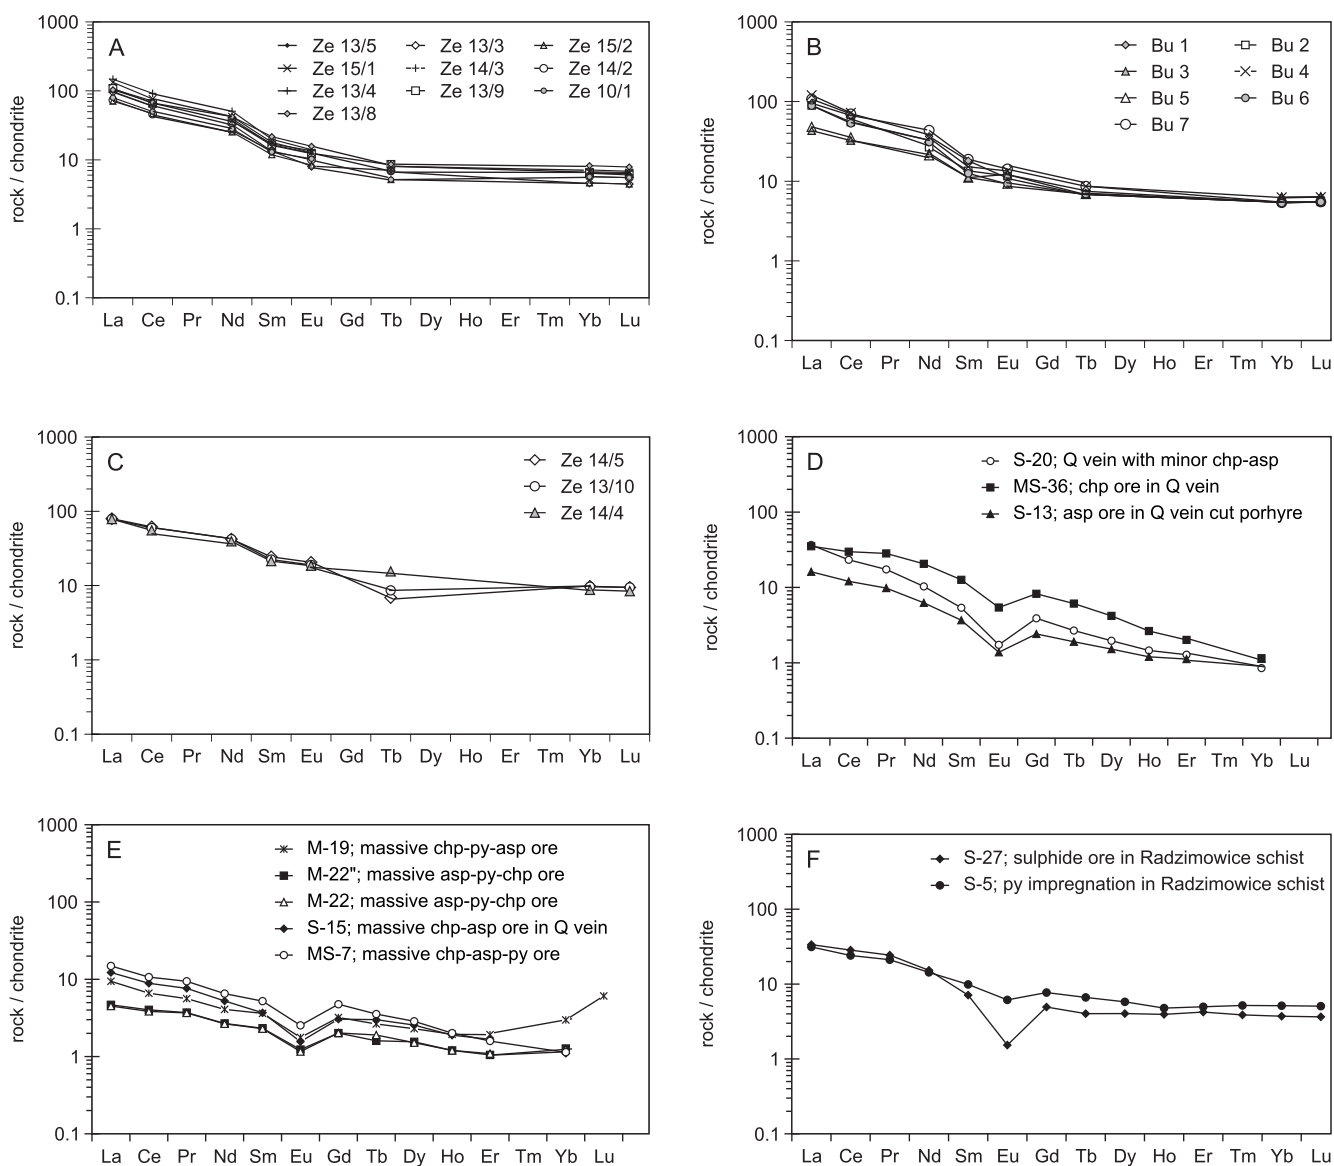 A
Ze 13/5 Ze 13/3 Ze 15/2
Ze 15/1 Ze 14/3 Ze 14/2
Ze 13/4 Ze 13/9 Ze 10/1
Ze 13/8
1000
100
10
1
0.1
rock / chondrite
La Ce Pr Nd Sm Eu Gd Tb Dy Ho Er Tm Yb Lu
B
Bu 1 Bu 2
Bu 3 Bu 4
Bu 5 Bu 6
Bu 7
1000
100
10
1
0.1
rock / chondrite
La Ce Pr Nd Sm Eu Gd Tb Dy Ho Er Tm Yb Lu
C
Ze 14/5
Ze 13/10
Ze 14/4
1000
100
10
1
0.1
rock / chondrite
La Ce Pr Nd Sm Eu Gd Tb Dy Ho Er Tm Yb Lu
D
S-20; Q vein with minor chp-asp
MS-36; chp ore in Q vein
S-13; asp ore in Q vein cut porhyre
1000
100
10
1
0.1
rock / chondrite
La Ce Pr Nd Sm Eu Gd Tb Dy Ho Er Tm Yb Lu
E
M-19; massive chp-py-asp ore
M-22"; massive asp-py-chp ore
M-22; massive asp-py-chp ore
S-15; massive chp-asp ore in Q vein
MS-7; massive chp-asp-py ore
1000
100
10
1
0.1
rock / chondrite
La Ce Pr Nd Sm Eu Gd Tb Dy Ho Er Tm Yb Lu
F
S-27; sulphide ore in Radzimowice schist
S-5; py impregnation in Radzimowice schist
1000
100
10
1
0.1
rock / chondrite
La Ce Pr Nd Sm Eu Gd Tb Dy Ho Er Tm Yb Lu